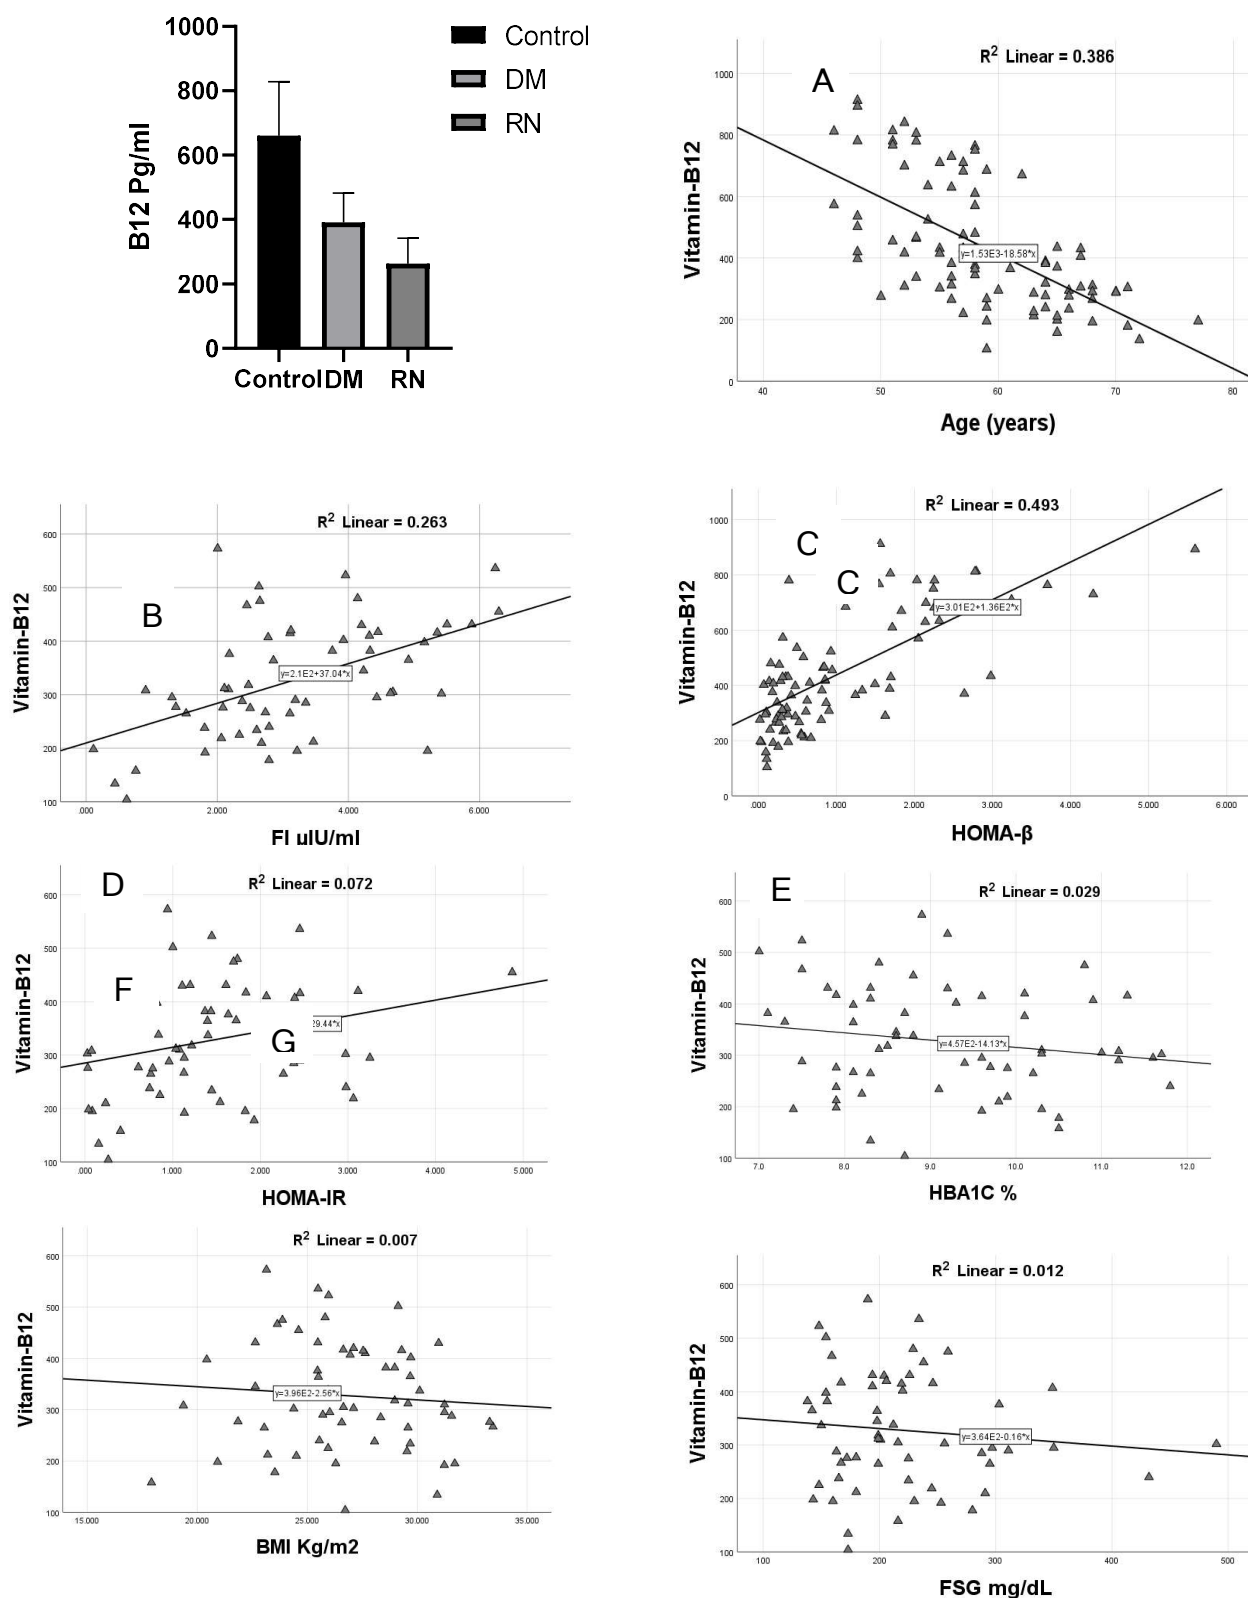 1000
800
600
400
200
0
B12 Pg/ml
Control
DM
RN
Control DM RN
A
R² Linear = 0.386
1000
800
600
400
200
0
Vitamin-B12
y=1.53E3-18.58*x
40 50 60 70 80
Age (years)
B
R² Linear = 0.263
600
500
400
300
200
100
Vitamin-B12
y=2.1E2+37.04*x
.000 2.000 4.000 6.000
FI µIU/ml
C
C
R² Linear = 0.493
1000
800
600
400
200
0
Vitamin-B12
y=3.01E2+1.36E2*x
.000 1.000 2.000 3.000 4.000 5.000 6.000
HOMA-β
D
F
G
R² Linear = 0.072
600
500
400
300
200
100
Vitamin-B12
29.44*x
.000 1.000 2.000 3.000 4.000 5.000
HOMA-IR
E
R² Linear = 0.029
600
500
400
300
200
100
Vitamin-B12
y=4.57E2-14.13*x
7.0 8.0 9.0 10.0 11.0 12.0
HBA1C %
R² Linear = 0.007
600
500
400
300
200
100
Vitamin-B12
y=3.96E2-2.56*x
15.000 20.000 25.000 30.000 35.000
BMI Kg/m2
R² Linear = 0.012
600
500
400
300
200
100
Vitamin-B12
y=3.64E2-0.16*x
100 200 300 400 500
FSG mg/dL